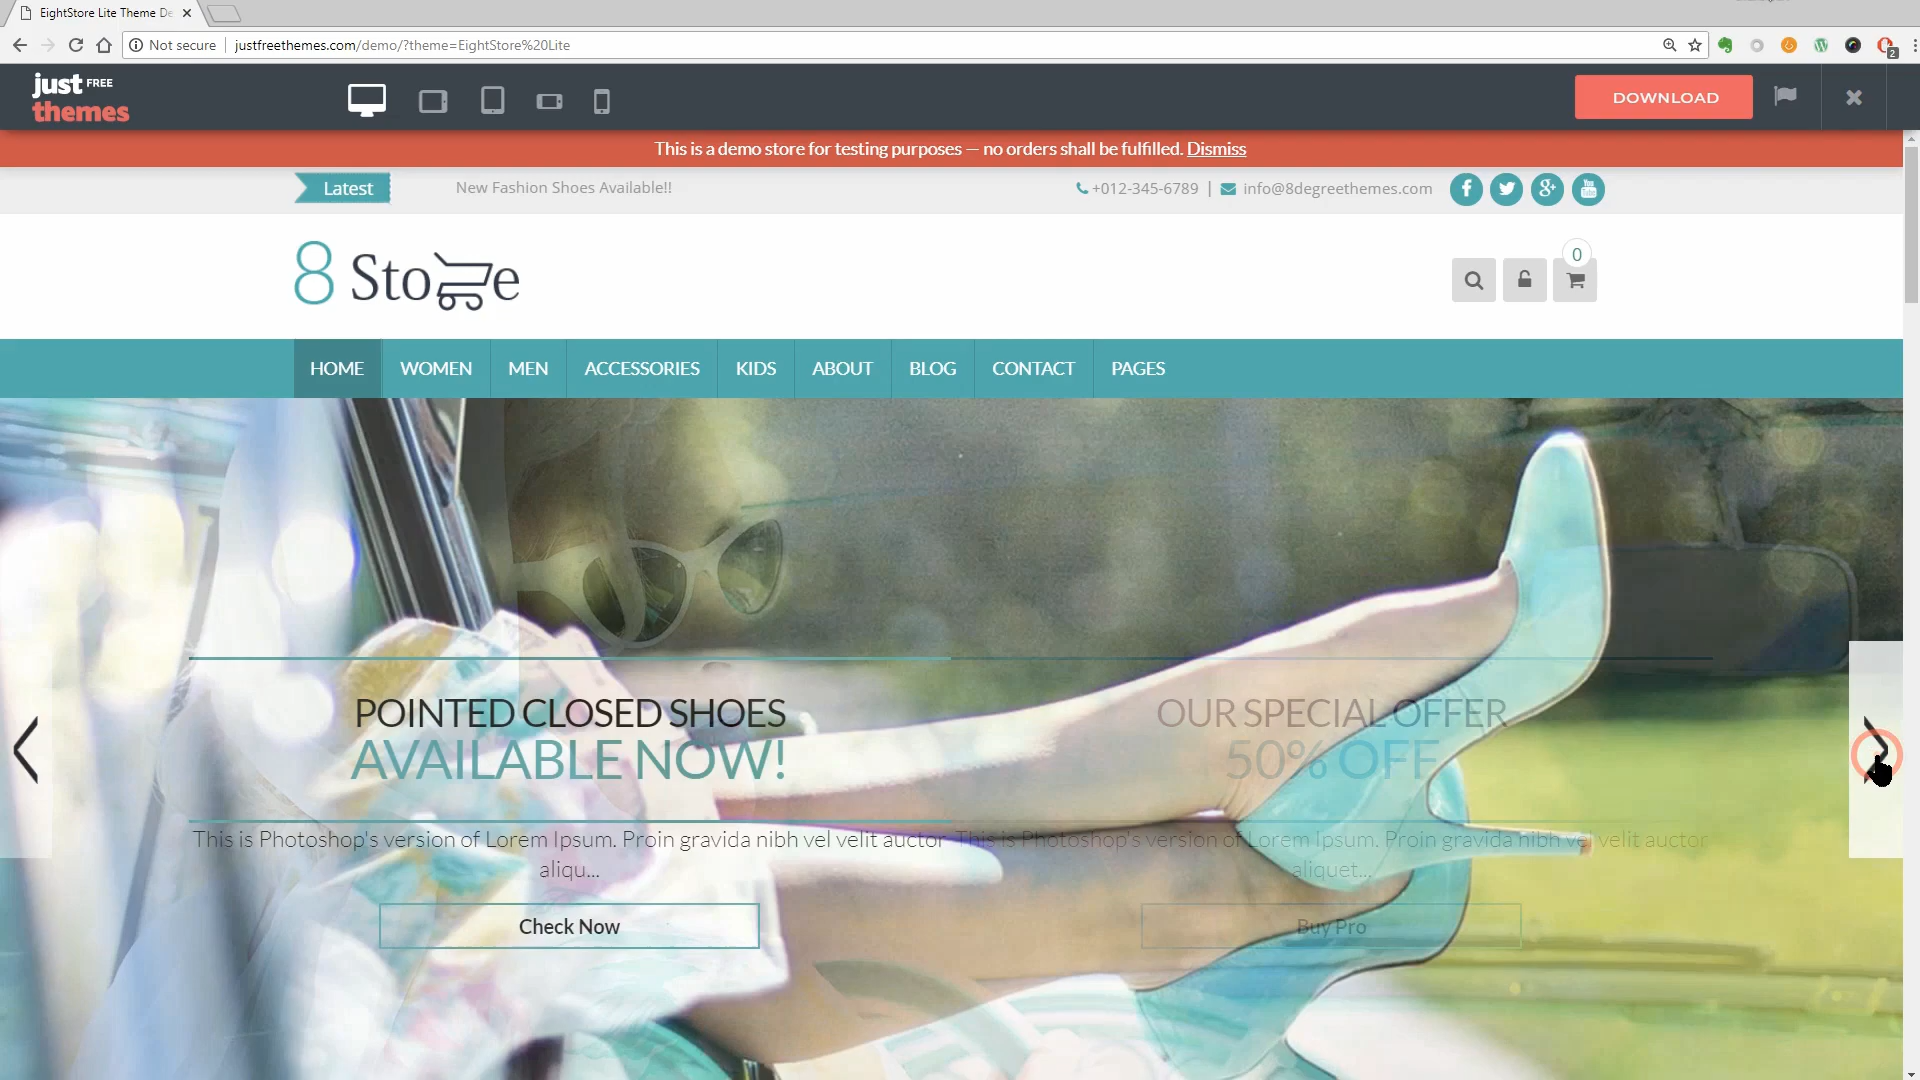 EightStore Lite Theme De
Not secure
justfreethemes.com/demo/?theme=EightStore%20Lite
2
just FREE
themes
DOWNLOAD
This is a demo store for testing purposes — no orders shall be fulfilled. Dismiss
Latest
New Fashion Shoes Available!!
+012-345-6789 | info@8degreethemes.com
8 Store
0
HOME WOMEN MEN ACCESSORIES KIDS ABOUT BLOG CONTACT PAGES
POINTED CLOSED SHOES
AVAILABLE NOW!
This is Photoshop's version of Lorem Ipsum. Proin gravida nibh vel velit auctor
aliqu...
Check Now
OUR SPECIAL OFFER
50% OFF
This is Photoshop's version of Lorem Ipsum. Proin gravida nibh vel velit auctor
aliquet...
Buy Pro